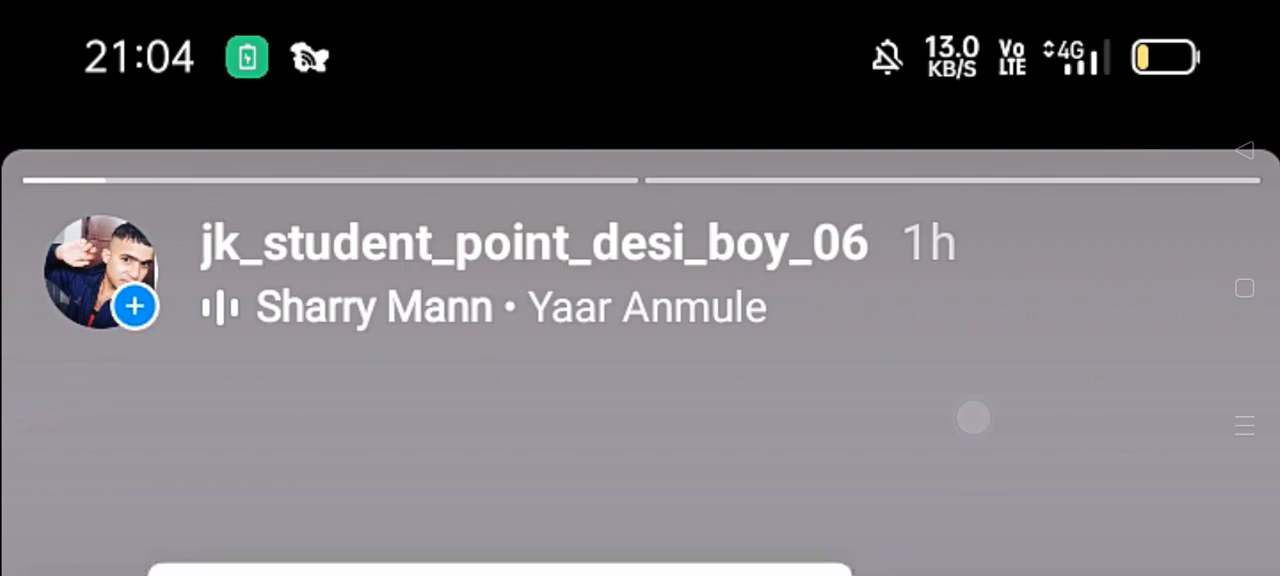 21:04 13.0 KB/S Vo LTE 4G
jk_student_point_desi_boy_06 1h
Sharry Mann • Yaar Anmule